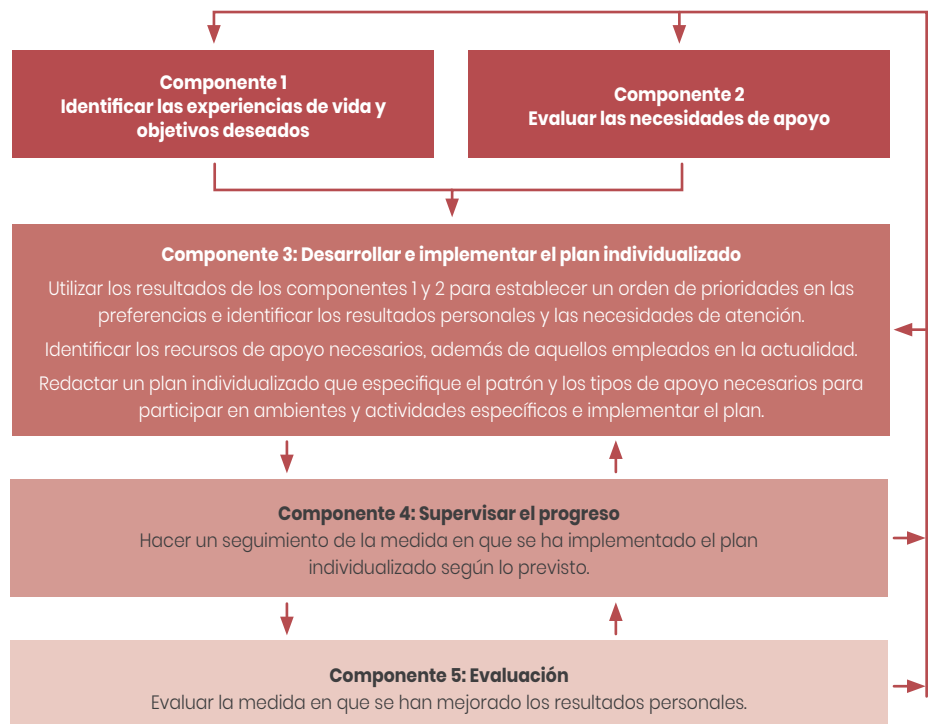 Componente 1
Identificar las experiencias de vida y
objetivos deseados
Componente 2
Evaluar las necesidades de apoyo
Componente 3: Desarrollar e implementar el plan individualizado
Utilizar los resultados de los componentes 1 y 2 para establecer un orden de prioridades en las
preferencias e identificar los resultados personales y las necesidades de atención.
Identificar los recursos de apoyo necesarios, además de aquellos empleados en la actualidad.
Redactar un plan individualizado que especifique el patrón y los tipos de apoyo necesarios para
participar en ambientes y actividades específicos e implementar el plan.
Componente 4: Supervisar el progreso
Hacer un seguimiento de la medida en que se ha implementado el plan
individualizado según lo previsto.
Componente 5: Evaluación
Evaluar la medida en que se han mejorado los resultados personales.